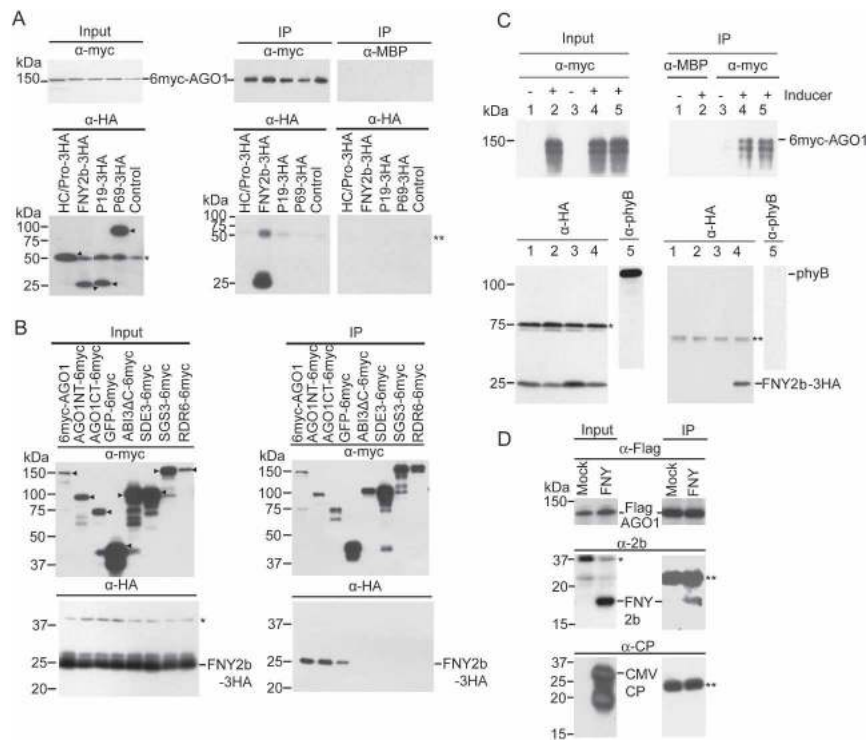 A
Input
IP
α-myc
α-myc
α-MBP
kDa
150
6myc-AGO1
α-HA
α-HA
α-HA
HC/Pro-3HA
FNY2b-3HA
P19-3HA
P69-3HA
Control
HC/Pro-3HA
FNY2b-3HA
P19-3HA
P69-3HA
Control
HC/Pro-3HA
FNY2b-3HA
P19-3HA
P69-3HA
Control
kDa
100
75
50
*
25
kDa
100
75
50
**
25
B
Input
IP
6myc-AGO1
AGO1NT-6myc
AGO1CT-6myc
GFP-6myc
ABI3ΔC-6myc
SDE3-6myc
SGS3-6myc
RDR6-6myc
6myc-AGO1
AGO1NT-6myc
AGO1CT-6myc
GFP-6myc
ABI3ΔC-6myc
SDE3-6myc
SGS3-6myc
RDR6-6myc
α-myc
α-myc
kDa
150
100
75
50
37
kDa
150
100
75
50
37
α-HA
α-HA
37
*
25
FNY2b
-3HA
20
37
25
FNY2b
-3HA
20
C
Input
IP
α-myc
α-MBP
α-myc
- + - + +
- + - + + Inducer
kDa 1 2 3 4 5
1 2 3 4 5
150
6myc-AGO1
α-HA
α-phyB
α-HA
α-phyB
1 2 3 4 5
1 2 3 4 5
phyB
100
75
*
**
25
FNY2b-3HA
D
Input
IP
α-Flag
Mock
FNY
Mock
FNY
kDa
150
Flag
AGO1
100
α-2b
37
*
20
**
FNY
2b
15
α-CP
37
CMV
25
CP
**
20
15